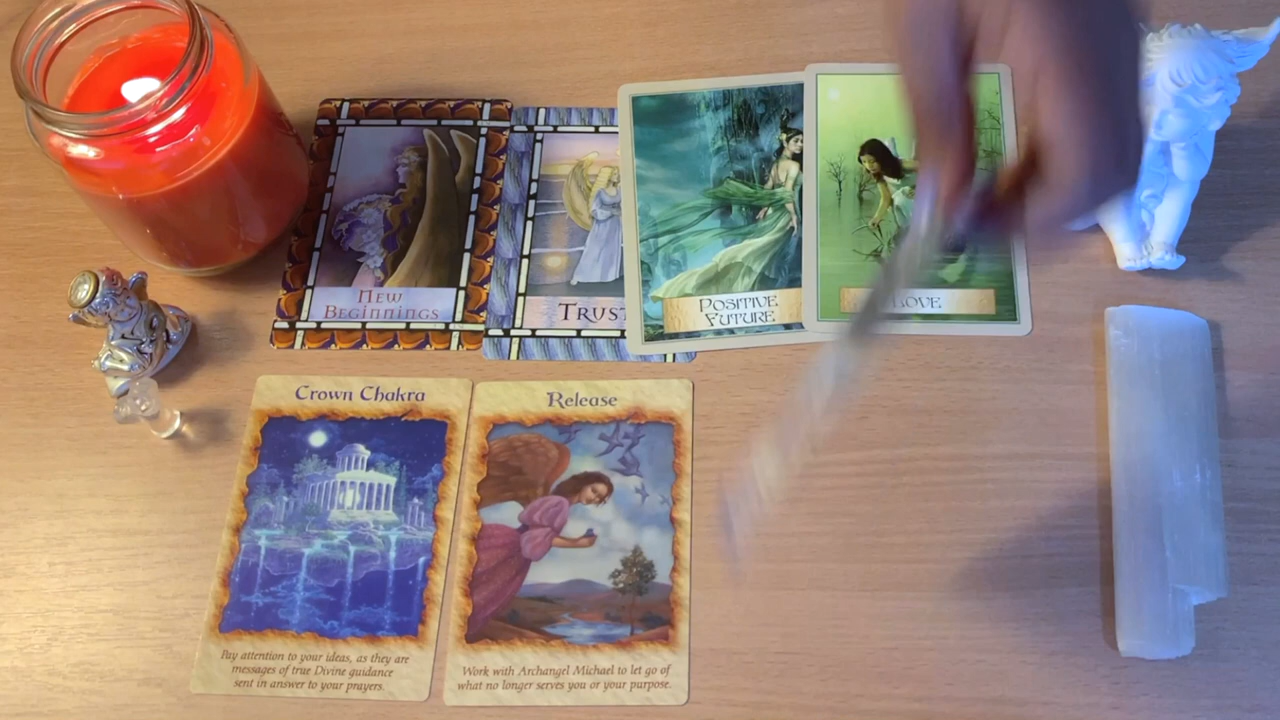 New
Beginnings
Trust
Positive
Future
Love
Crown Chakra
Pay attention to your ideas, as they are
messages of true Divine guidance
sent in answer to your prayers.
Release
Work with Archangel Michael to let go of
what no longer serves you or your purpose.